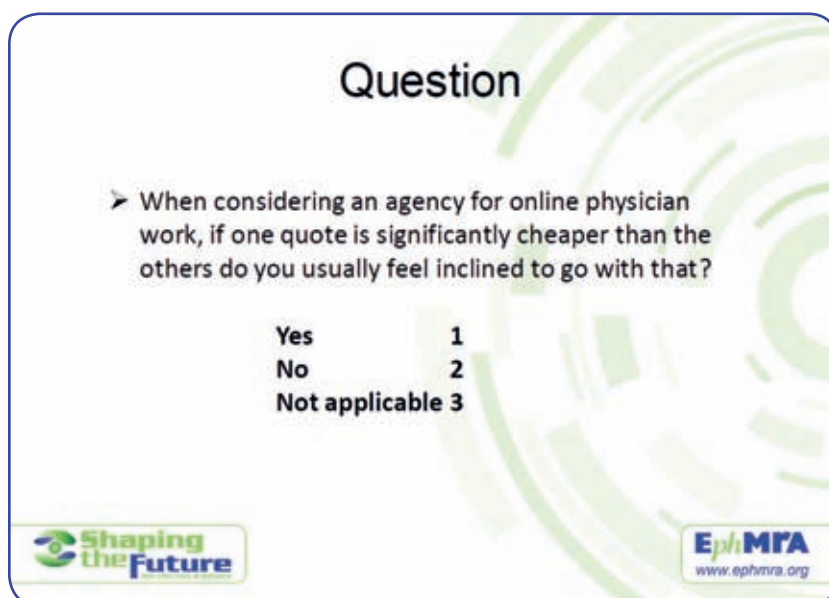 Question
➤ When considering an agency for online physician
work, if one quote is significantly cheaper than the
others do you usually feel inclined to go with that?
Yes 1
No 2
Not applicable 3
Shaping
the Future
EphMRA
www.ephmra.org